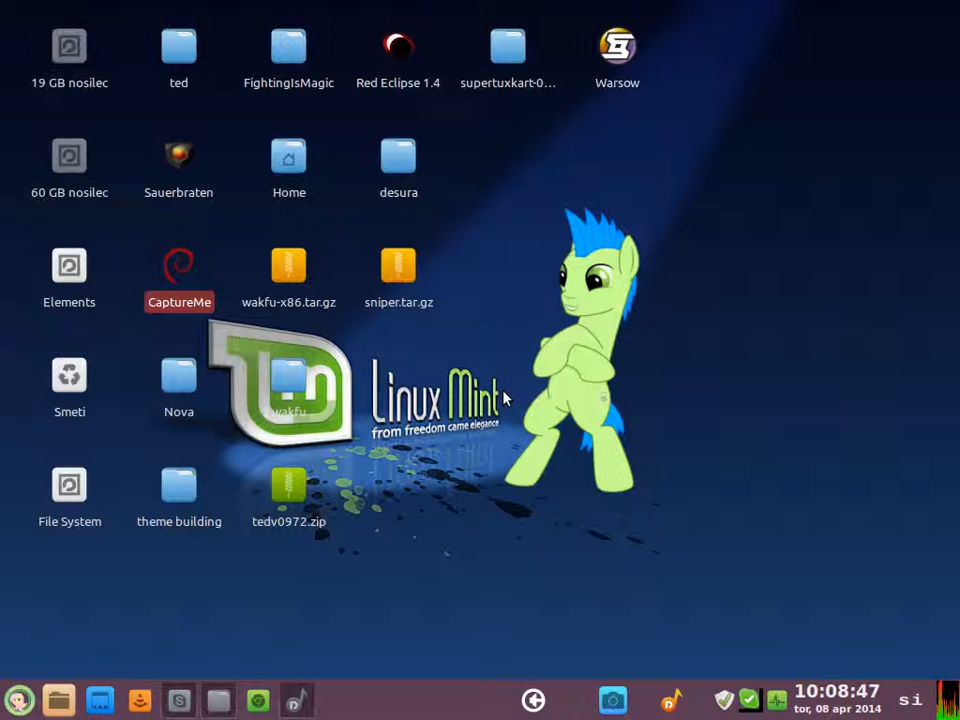 19 GB nosilec
ted
FightingIsMagic
Red Eclipse 1.4
supertuxkart-0...
Warsow
60 GB nosilec
Sauerbraten
Home
desura
Elements
CaptureMe
wakfu-x86.tar.gz
sniper.tar.gz
Smeti
Nova
wakfu
Linux Mint
from freedom came elegance
File System
theme building
tedv0972.zip
10:08:47
tor, 08 apr 2014
si